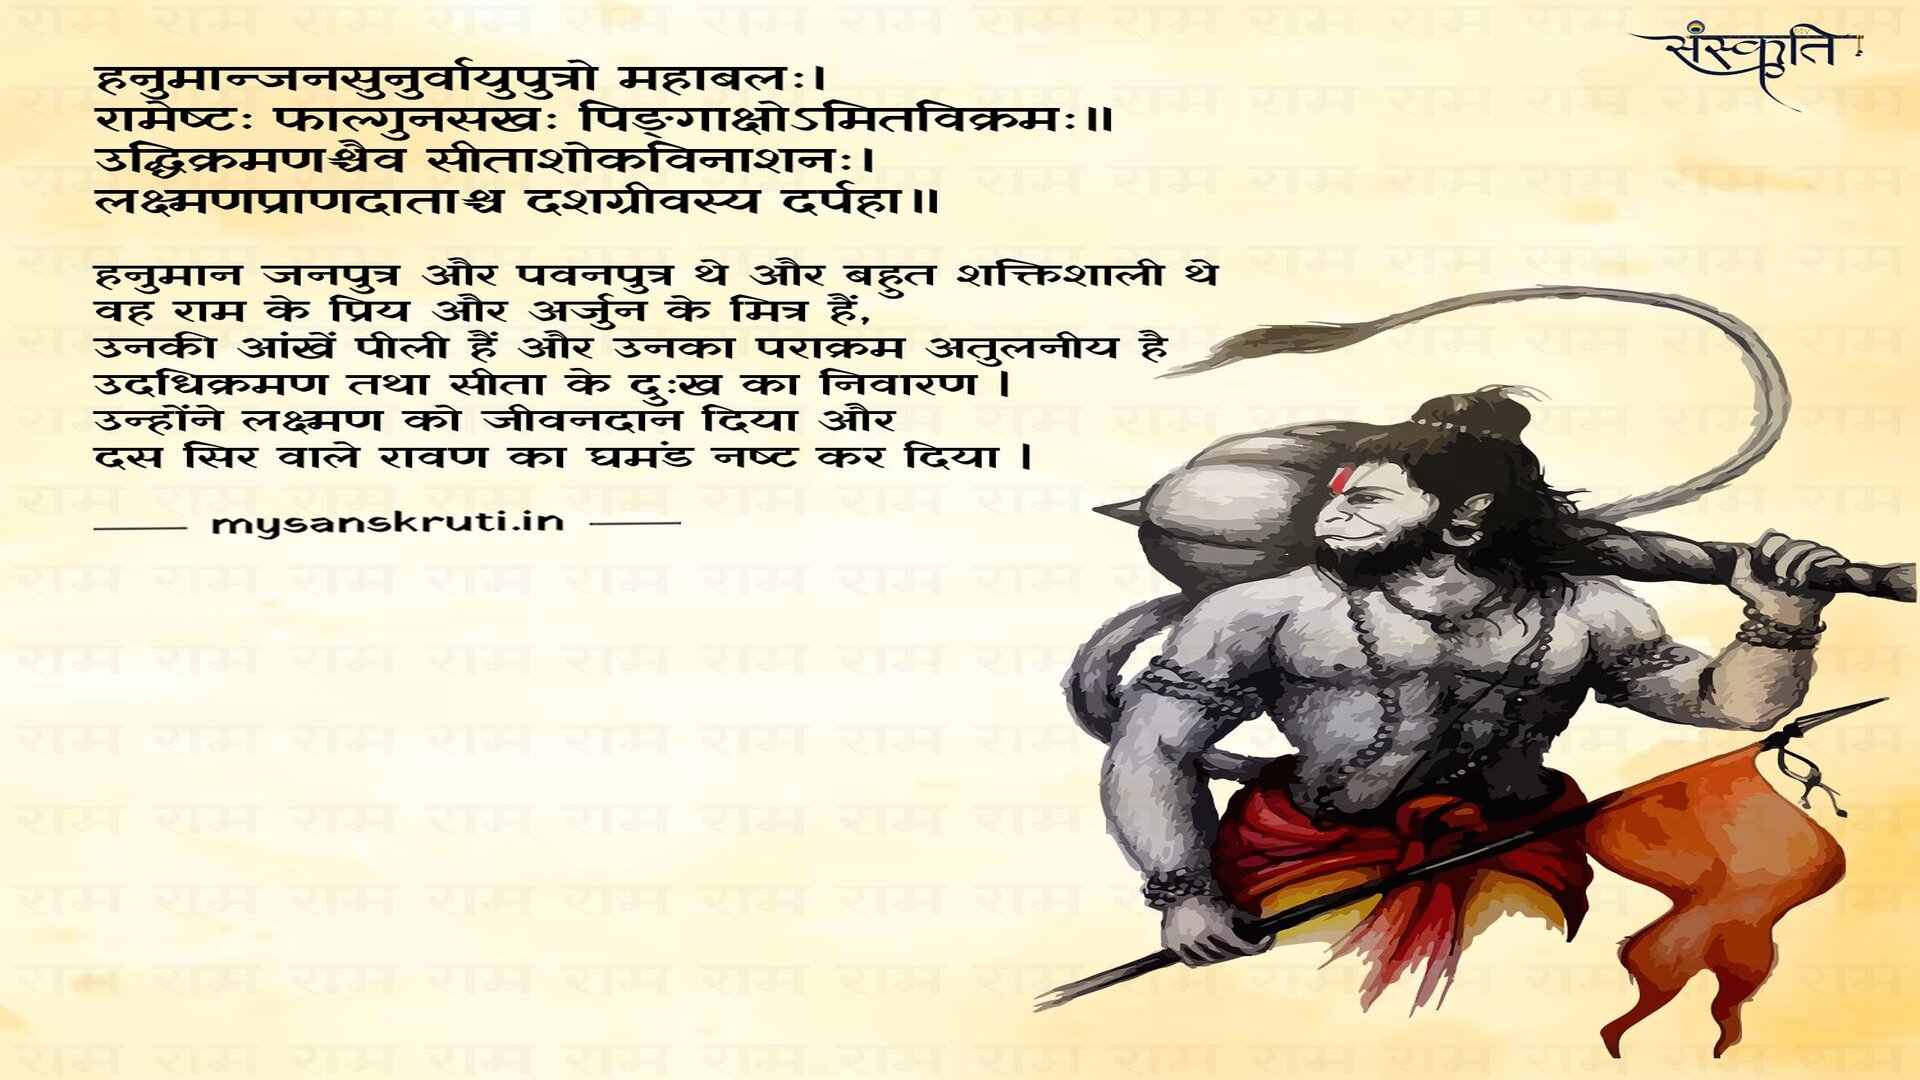 संस्कृति
हनुमान्जनसुनुर्वायुपुत्रो महाबलः।
रामेष्टः फाल्गुनसखः पिङ्गाक्षोऽमितविक्रमः॥
उद्धिक्रमणश्चैव सीताशोकविनाशनः।
लक्ष्मणप्राणदाताश्च दशग्रीवस्य दर्पहा॥
हनुमान जनपुत्र और पवनपुत्र थे और बहुत शक्तिशाली थे
वह राम के प्रिय और अर्जुन के मित्र हैं,
उनकी आंखें पीली हैं और उनका पराक्रम अतुलनीय है
उदधिक्रमण तथा सीता के दुःख का निवारण ।
उन्होंने लक्ष्मण को जीवनदान दिया और
दस सिर वाले रावण का घमंड नष्ट कर दिया ।
mysanskruti.in